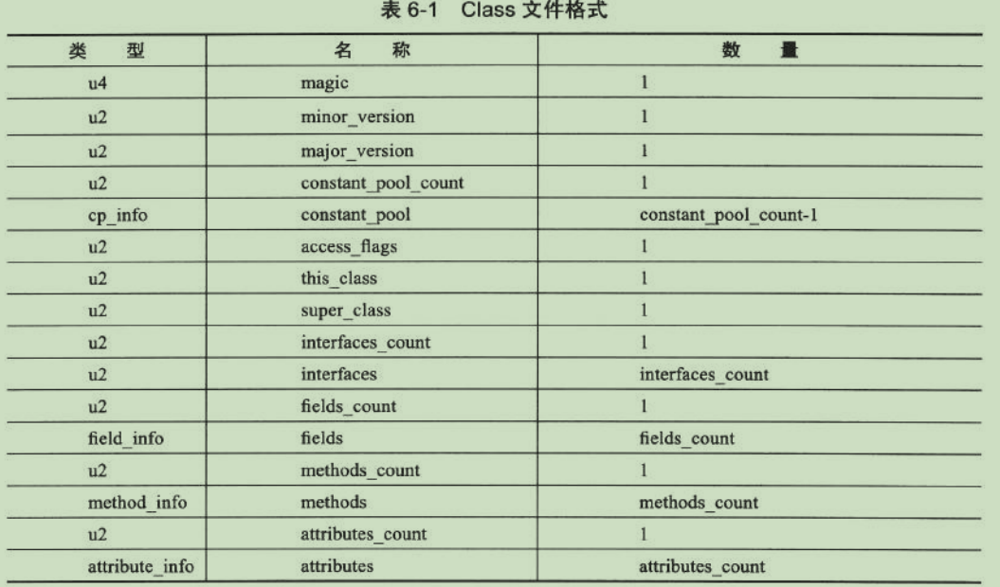 表 6-1 Class 文件格式
类 型 名 称 数 量
u4 magic 1
u2 minor_version 1
u2 major_version 1
u2 constant_pool_count 1
cp_info constant_pool constant_pool_count-1
u2 access_flags 1
u2 this_class 1
u2 super_class 1
u2 interfaces_count 1
u2 interfaces interfaces_count
u2 fields_count 1
field_info fields fields_count
u2 methods_count 1
method_info methods methods_count
u2 attributes_count 1
attribute_info attributes attributes_count